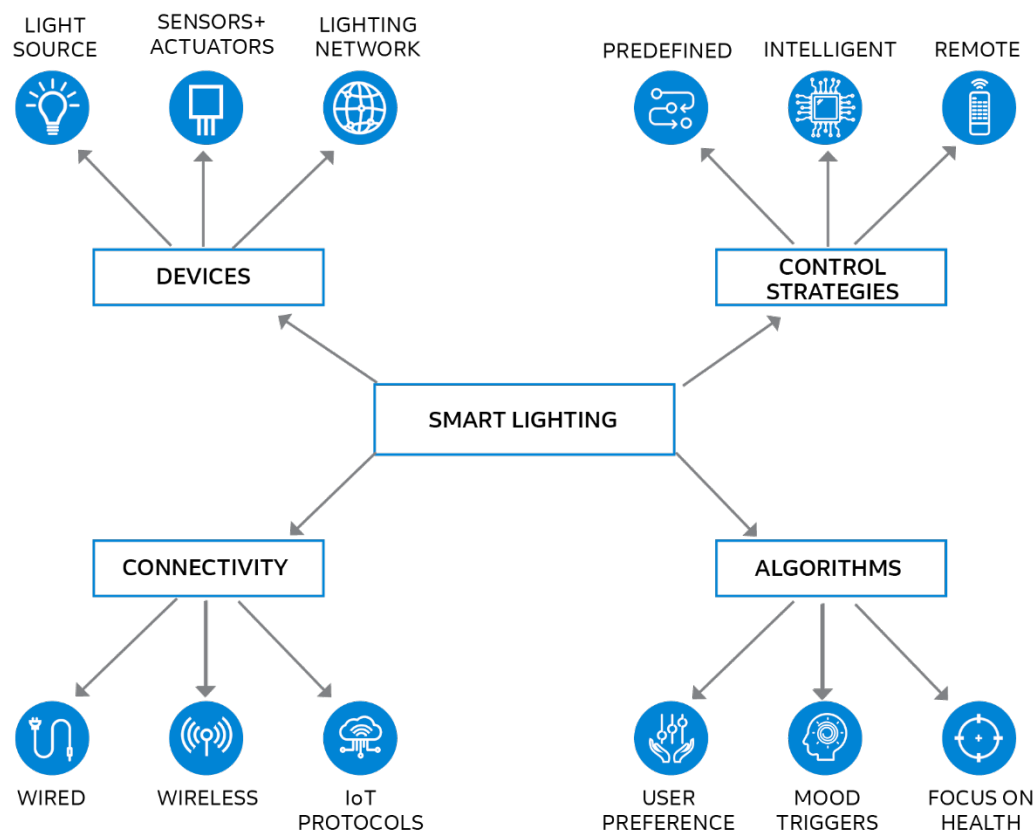 LIGHT
SOURCE
SENSORS+
ACTUATORS
LIGHTING
NETWORK
PREDEFINED
INTELLIGENT
REMOTE
DEVICES
CONTROL
STRATEGIES
SMART LIGHTING
CONNECTIVITY
ALGORITHMS
WIRED
WIRELESS
IoT
PROTOCOLS
USER
PREFERENCE
MOOD
TRIGGERS
FOCUS ON
HEALTH